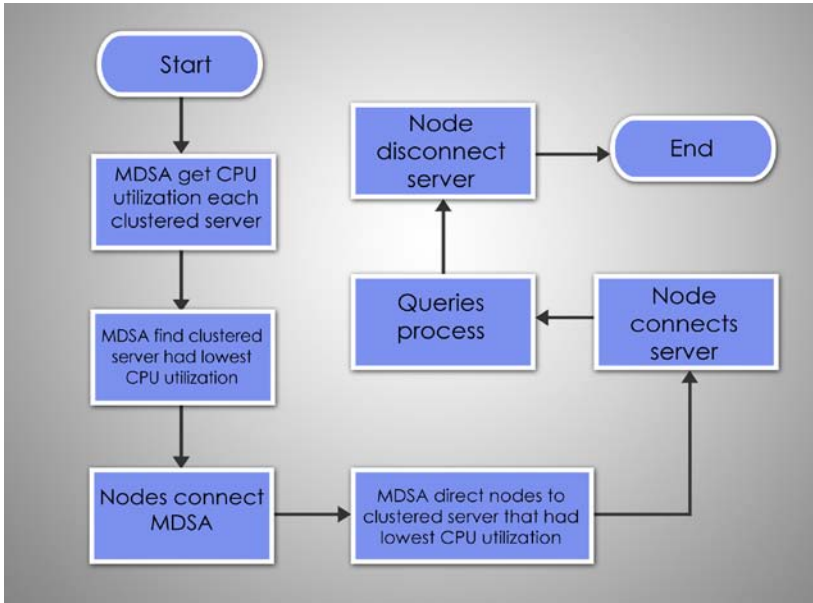 Start
MDSA get CPU
utilization each
clustered server
MDSA find clustered
server had lowest
CPU utilization
Nodes connect
MDSA
MDSA direct nodes to
clustered server that had
lowest CPU utilization
Node
connects
server
Queries
process
Node
disconnect
server
End